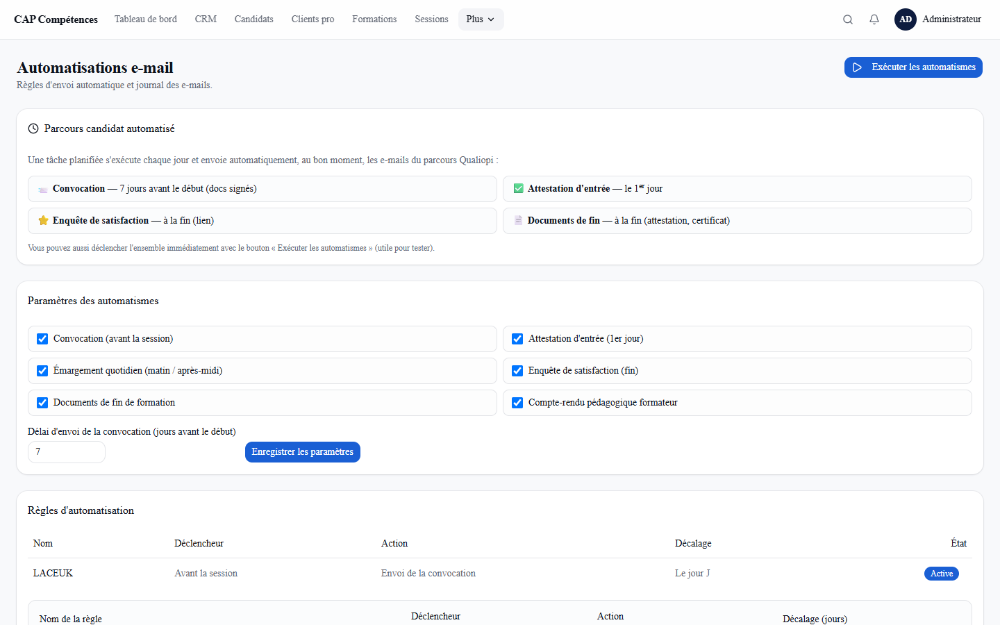 CAP Compétences Tableau de bord CRM Candidats Clients pro Formations Sessions Plus AD Administrateur
Automatisations e-mail
Exécuter les automatismes
Règles d'envoi automatique et journal des e-mails.
Parcours candidat automatisé
Une tâche planifiée s'exécute chaque jour et envoie automatiquement, au bon moment, les e-mails du parcours Qualiopi :
Convocation — 7 jours avant le début (docs signés)
Attestation d'entrée — le 1er jour
Enquête de satisfaction — à la fin (lien)
Documents de fin — à la fin (attestation, certificat)
Vous pouvez aussi déclencher l'ensemble immédiatement avec le bouton « Exécuter les automatismes » (utile pour tester).
Paramètres des automatismes
Convocation (avant la session)
Attestation d'entrée (1er jour)
Émargement quotidien (matin / après-midi)
Enquête de satisfaction (fin)
Documents de fin de formation
Compte-rendu pédagogique formateur
Délai d'envoi de la convocation (jours avant le début)
7
Enregistrer les paramètres
Règles d'automatisation
Nom Déclencheur Action Décalage État
LACEUK Avant la session Envoi de la convocation Le jour J Active
Nom de la règle Déclencheur Action Décalage (jours)